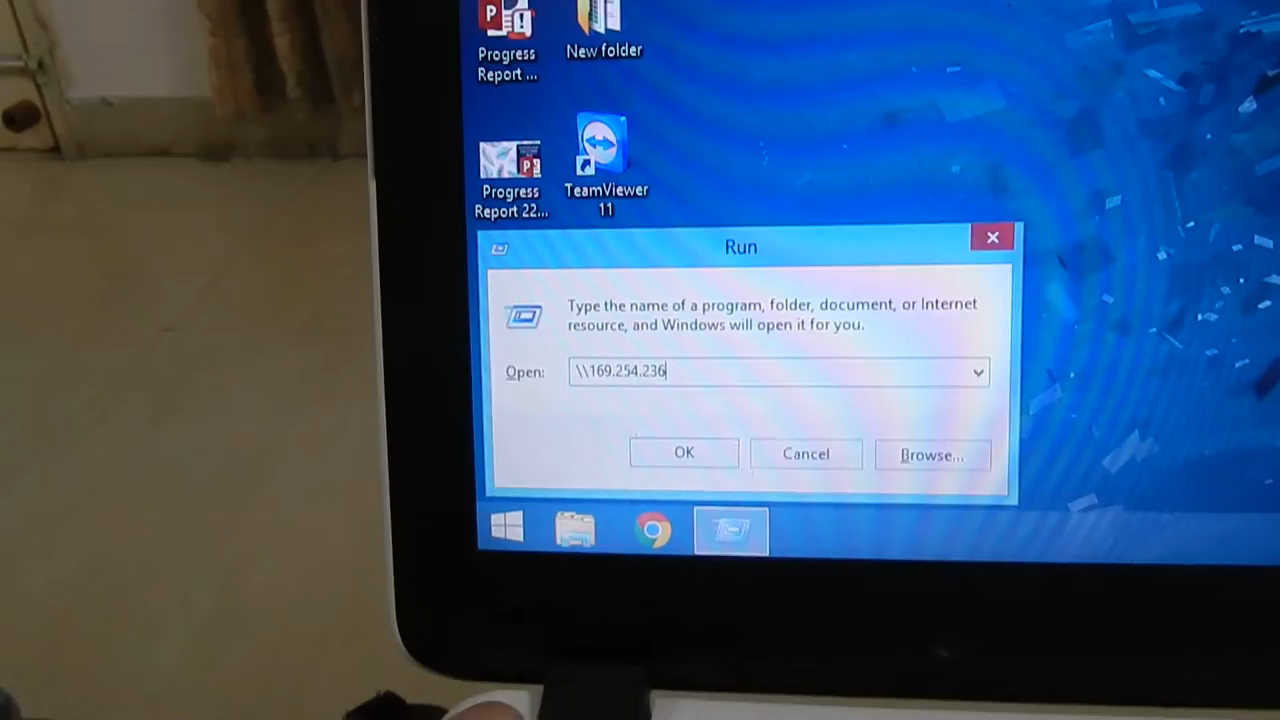 Progress
Report ...
New folder
Progress
Report 22...
TeamViewer
11
Run
Type the name of a program, folder, document, or Internet
resource, and Windows will open it for you.
Open:
\\169.254.236
OK
Cancel
Browse...